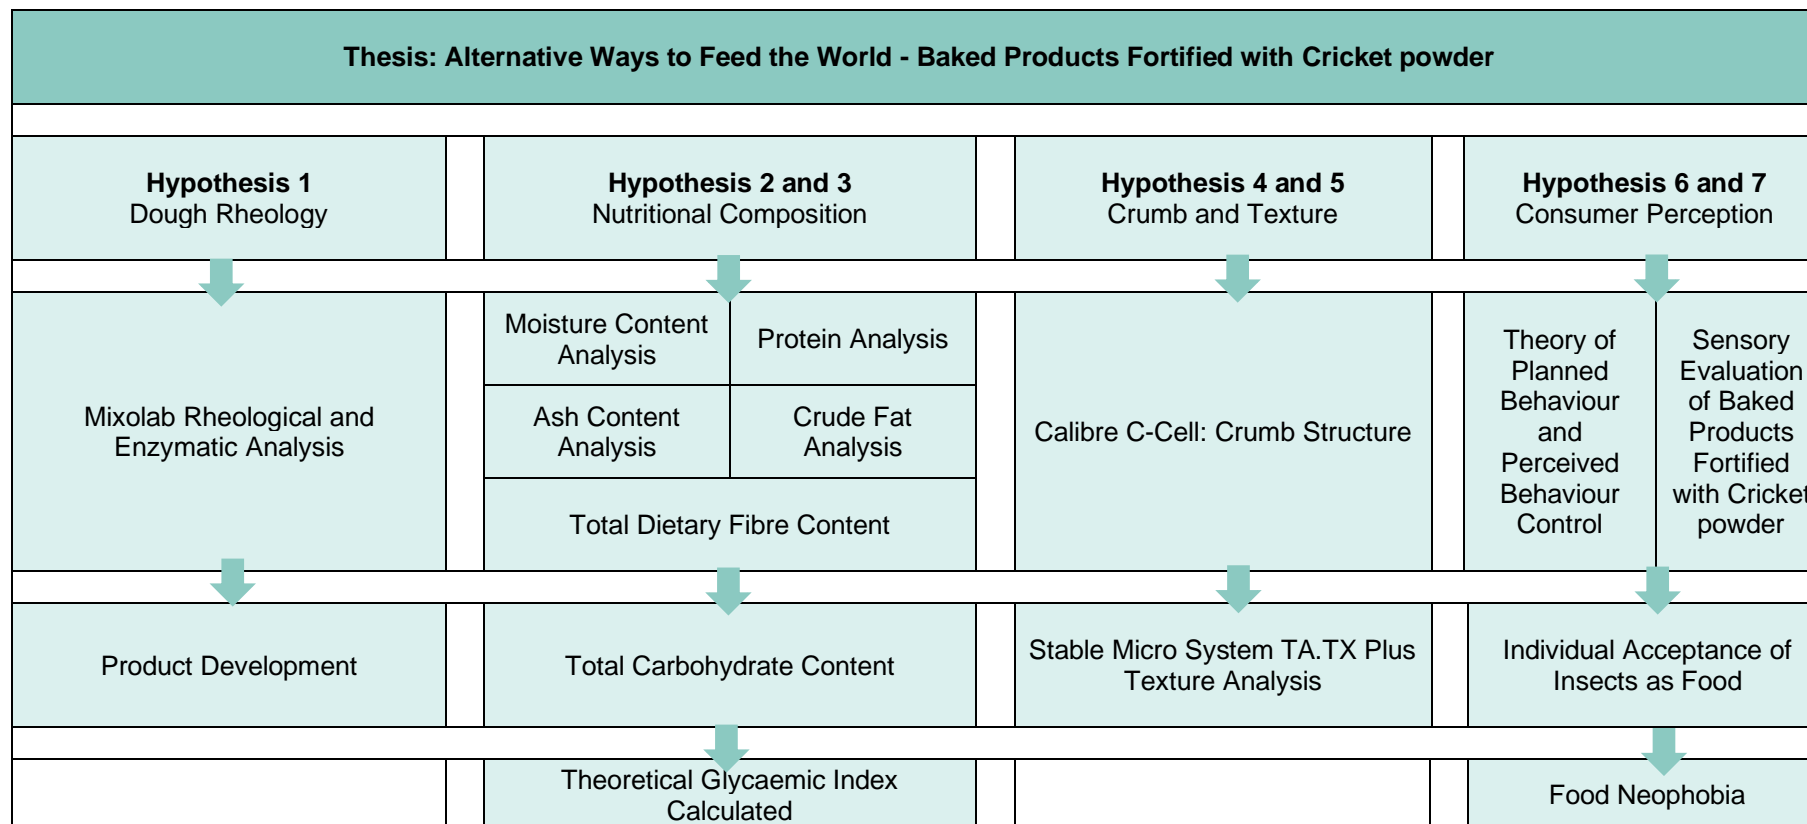 Thesis: Alternative Ways to Feed the World - Baked Products Fortified with Cricket powder
Hypothesis 1
Dough Rheology
Hypothesis 2 and 3
Nutritional Composition
Hypothesis 4 and 5
Crumb and Texture
Hypothesis 6 and 7
Consumer Perception
Mixolab Rheological and
Enzymatic Analysis
Moisture Content
Analysis
Protein Analysis
Ash Content
Analysis
Crude Fat
Analysis
Total Dietary Fibre Content
Calibre C-Cell: Crumb Structure
Theory of
Planned
Behaviour
and
Perceived
Behaviour
Control
Sensory
Evaluation
of Baked
Products
Fortified
with Cricket
powder
Product Development
Total Carbohydrate Content
Stable Micro System TA.TX Plus
Texture Analysis
Individual Acceptance of
Insects as Food
Theoretical Glycaemic Index
Calculated
Food Neophobia